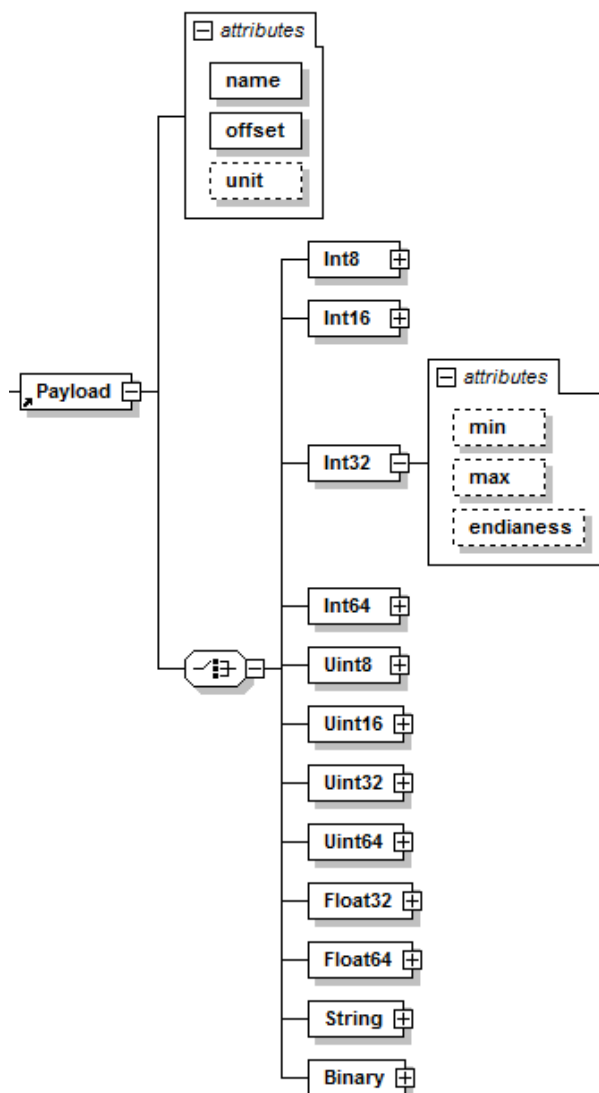 attributes
name
offset
unit
Int8
Int16
Payload
attributes
min
Int32
max
endianess
Int64
Uint8
Uint16
Uint32
Uint64
Float32
Float64
String
Binary